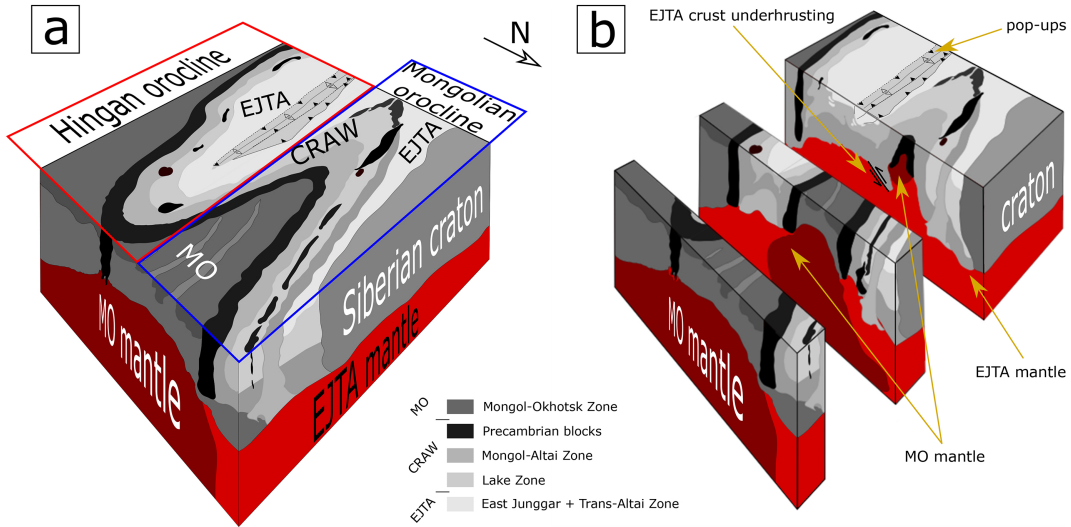 a
Hingan orocline
N
Mongolian
orocline
EJTA
CRAW
EJTA
MO
Siberian craton
MO mantle
EJTA mantle
MO
CRAW
EJTA
Mongol-Okhotsk Zone
Precambrian blocks
Mongol-Altai Zone
Lake Zone
East Junggar + Trans-Altai Zone
b
EJTA crust underhrusting
pop-ups
craton
MO mantle
EJTA mantle
MO mantle